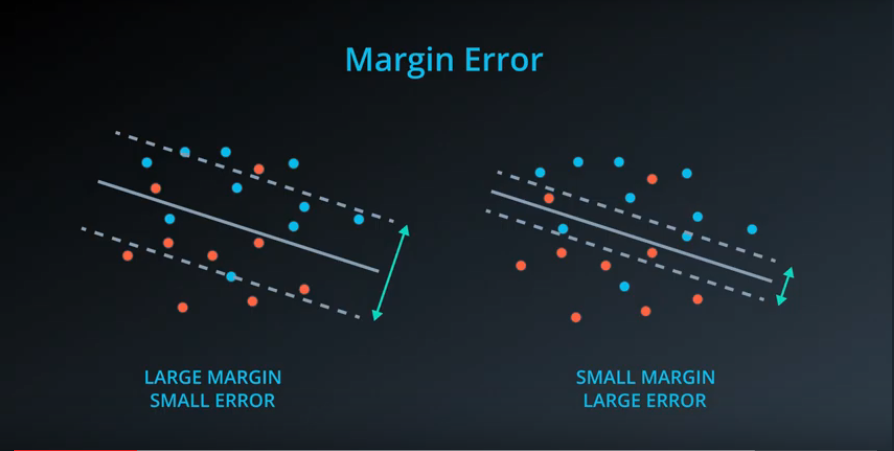 Margin Error
LARGE MARGIN
SMALL ERROR
SMALL MARGIN
LARGE ERROR